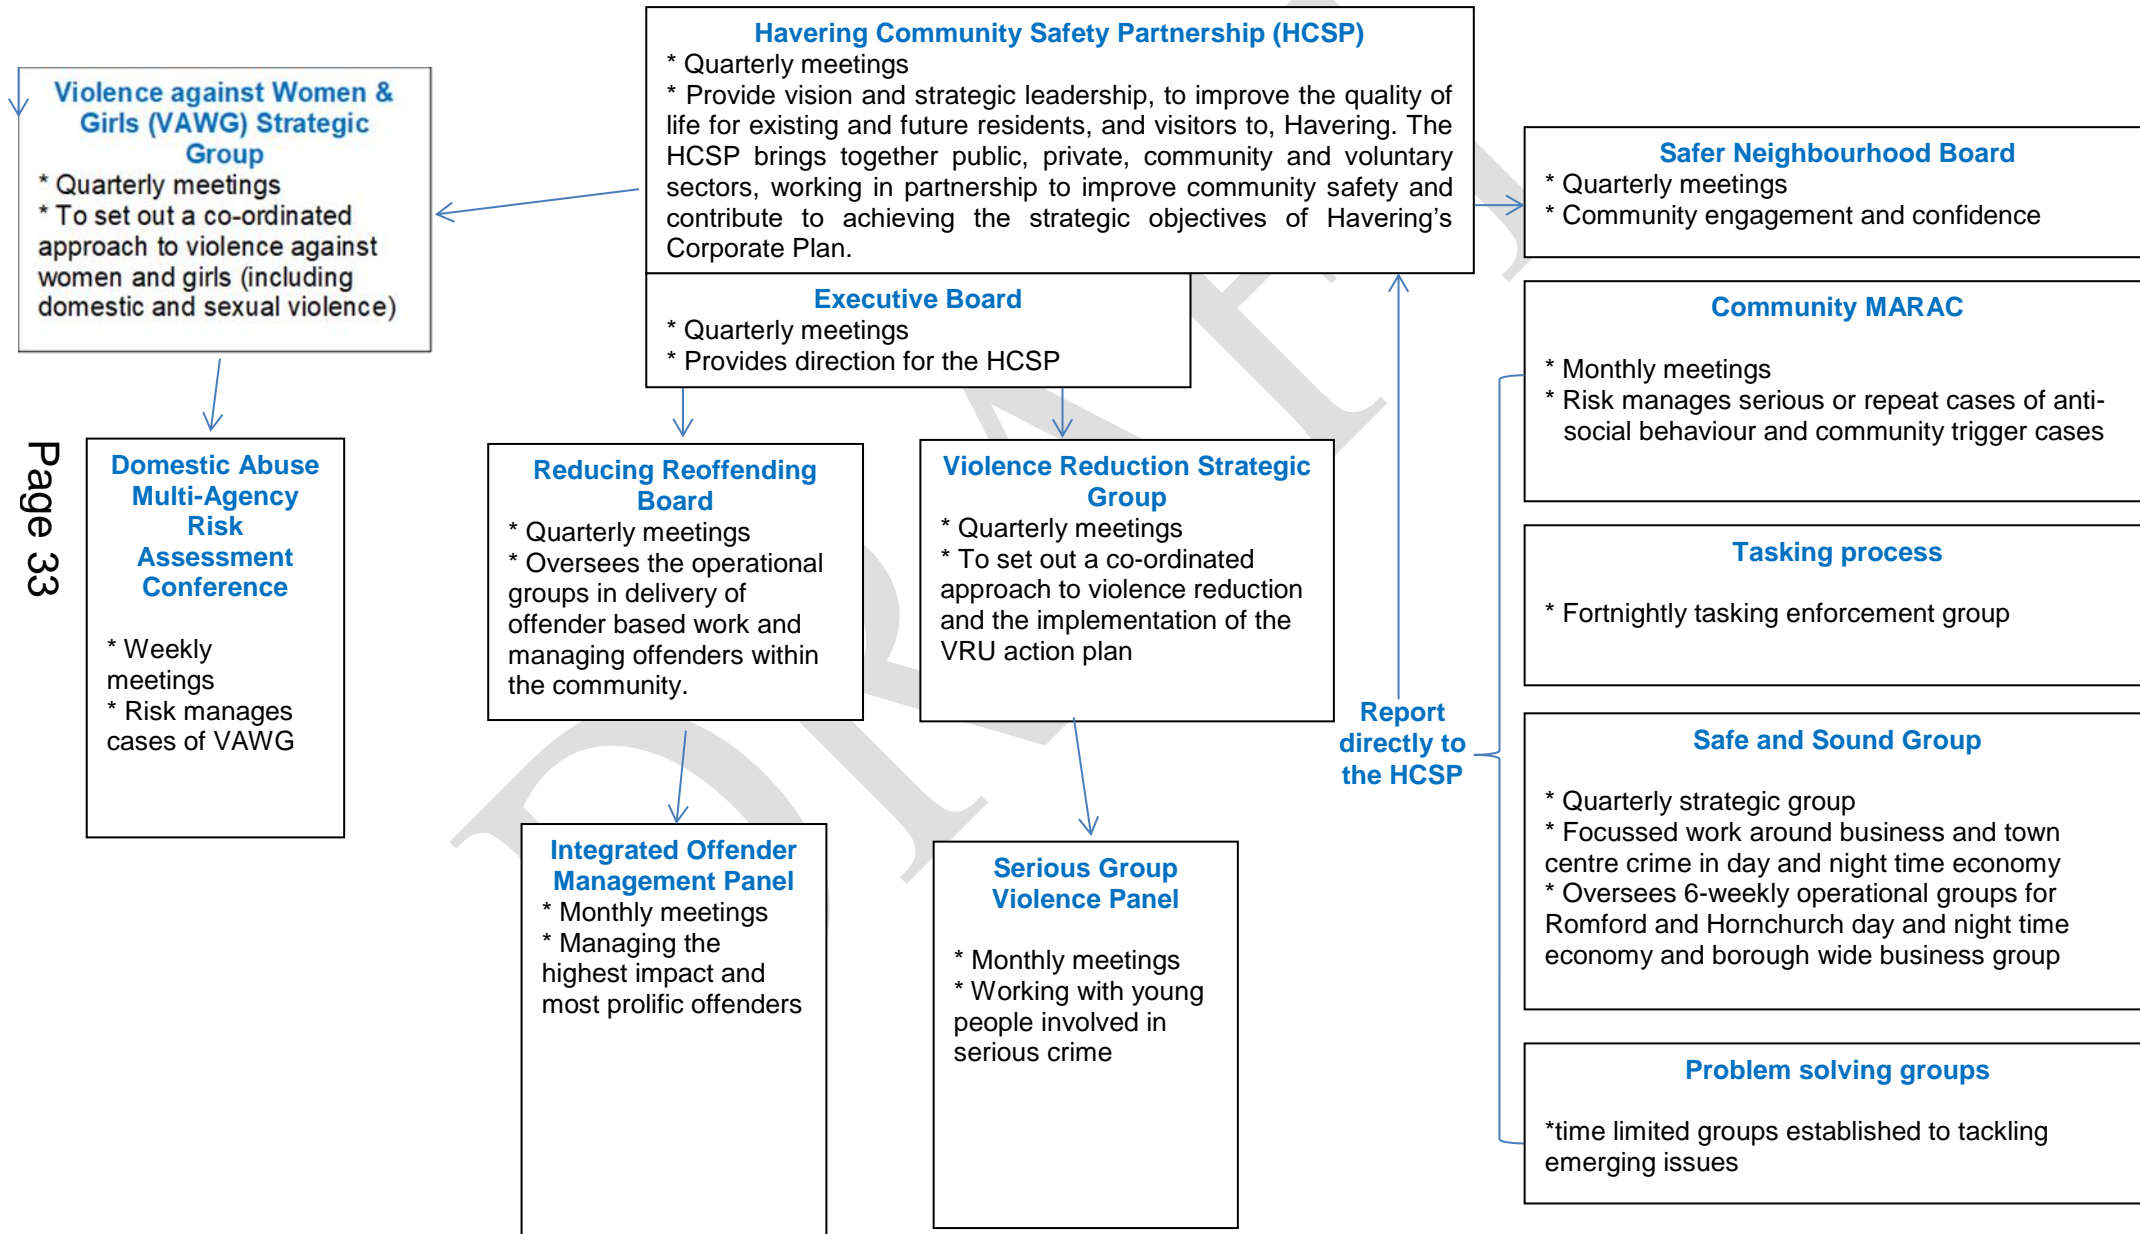 Havering Community Safety Partnership (HCSP)
* Quarterly meetings
* Provide vision and strategic leadership, to improve the quality of
life for existing and future residents, and visitors to, Havering. The
HCSP brings together public, private, community and voluntary
sectors, working in partnership to improve community safety and
contribute to achieving the strategic objectives of Havering's
Corporate Plan.
Executive Board
* Quarterly meetings
* Provides direction for the HCSP
Violence against Women &
Girls (VAWG) Strategic
Group
* Quarterly meetings
* To set out a co-ordinated
approach to violence against
women and girls (including
domestic and sexual violence)
Domestic Abuse
Multi-Agency
Risk
Assessment
Conference
* Weekly
meetings
* Risk manages
cases of VAWG
Reducing Reoffending
Board
* Quarterly meetings
* Oversees the operational
groups in delivery of
offender based work and
managing offenders within
the community.
Integrated Offender
Management Panel
* Monthly meetings
* Managing the
highest impact and
most prolific offenders
Violence Reduction Strategic
Group
* Quarterly meetings
* To set out a co-ordinated
approach to violence reduction
and the implementation of the
VRU action plan
Serious Group
Violence Panel
* Monthly meetings
* Working with young
people involved in
serious crime
Report
directly to
the HCSP
Safer Neighbourhood Board
* Quarterly meetings
* Community engagement and confidence
Community MARAC
* Monthly meetings
* Risk manages serious or repeat cases of anti-
social behaviour and community trigger cases
Tasking process
* Fortnightly tasking enforcement group
Safe and Sound Group
* Quarterly strategic group
* Focussed work around business and town
centre crime in day and night time economy
* Oversees 6-weekly operational groups for
Romford and Hornchurch day and night time
economy and borough wide business group
Problem solving groups
*time limited groups established to tackling
emerging issues
Page 33
DRAFT